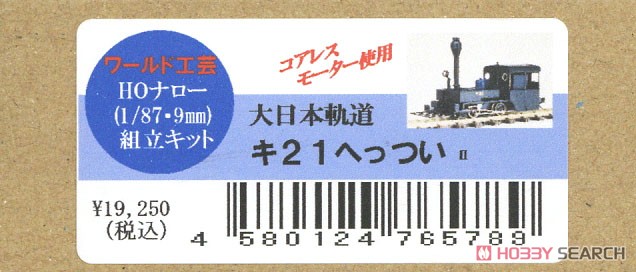 ワールド工芸
HOナロー
(1/87・9mm)
組立キット
コアレス
モーター使用
大日本軌道
キ21へっつい II
¥19,250
(税込)
4 580124 765789
HOBBY SEARCH